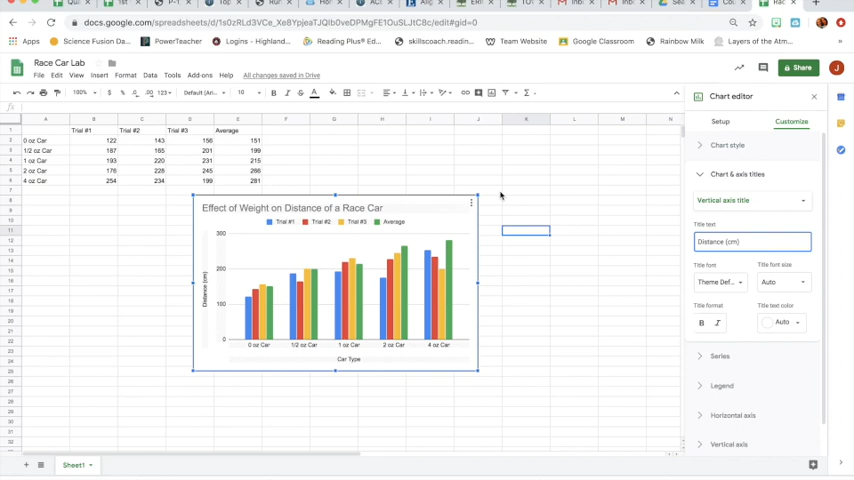 docs.google.com/spreadsheets/d/1s0zRLd3VCe_Xe8YpjeaTJQIb0veDPMgFE1OuSLJtC8c/edit#gid=0
Apps Science Fusion Da... PowerTeacher Logins - Highland... Reading Plus® Ex... skillscoach.readin... Team Website Google Classroom Rainbow Milk Layers of the Atm...
Race Car Lab
File Edit View Insert Format Data Tools Add-ons Help All changes saved in Drive
Share
100% $ % .0 .00 123 Default (Ari... 10
fx
A B C D E F G H I J K L M N
Trial #1 Trial #2 Trial #3 Average
0 oz Car 122 143 156 151
1/2 oz Car 187 165 201 199
1 oz Car 193 220 231 215
2 oz Car 176 228 245 266
4 oz Car 254 234 199 281
Effect of Weight on Distance of a Race Car
Trial #1 Trial #2 Trial #3 Average
300
200
100
0
Distance (cm)
0 oz Car 1/2 oz Car 1 oz Car 2 oz Car 4 oz Car
Car Type
Chart editor
Setup Customize
Chart style
Chart & axis titles
Vertical axis title
Title text
Distance (cm)
Title font Title font size
Theme Def... Auto
Title format Title text color
B I Auto
Series
Legend
Horizontal axis
Vertical axis
Sheet1